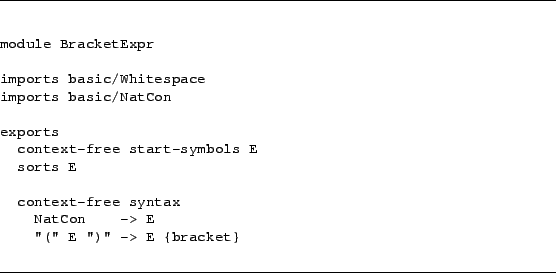 module BracketExpr
imports basic/Whitespace
imports basic/NatCon
exports
context-free start-symbols E
sorts E
context-free syntax
NatCon -> E
"(" E ")" -> E {bracket}